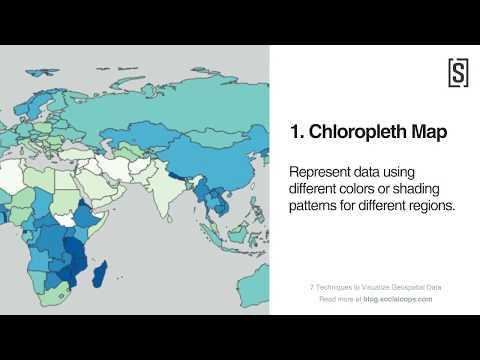 [S]
1. Chloropleth Map
Represent data using
different colors or shading
patterns for different regions.
7 Techniques to Visualize Geospatial Data
Read more at blog.socialcops.com